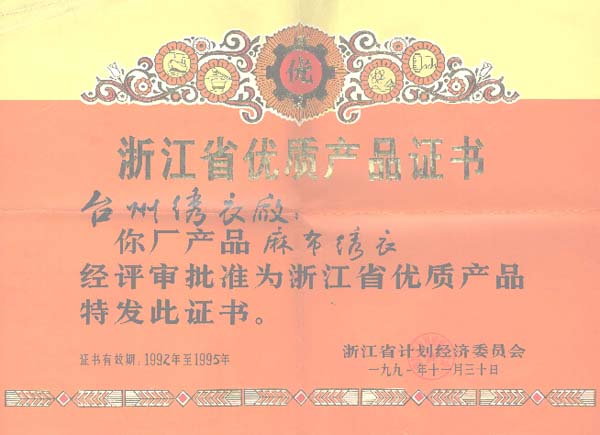 优
浙江省优质产品证书
台州绣衣厰：
你厂产品麻布绣衣
经评审批准为浙江省优质产品
特发此证书。
证书有效期：1992年至1995年
浙江省计划经济委员会
一九九一年十一月三十日